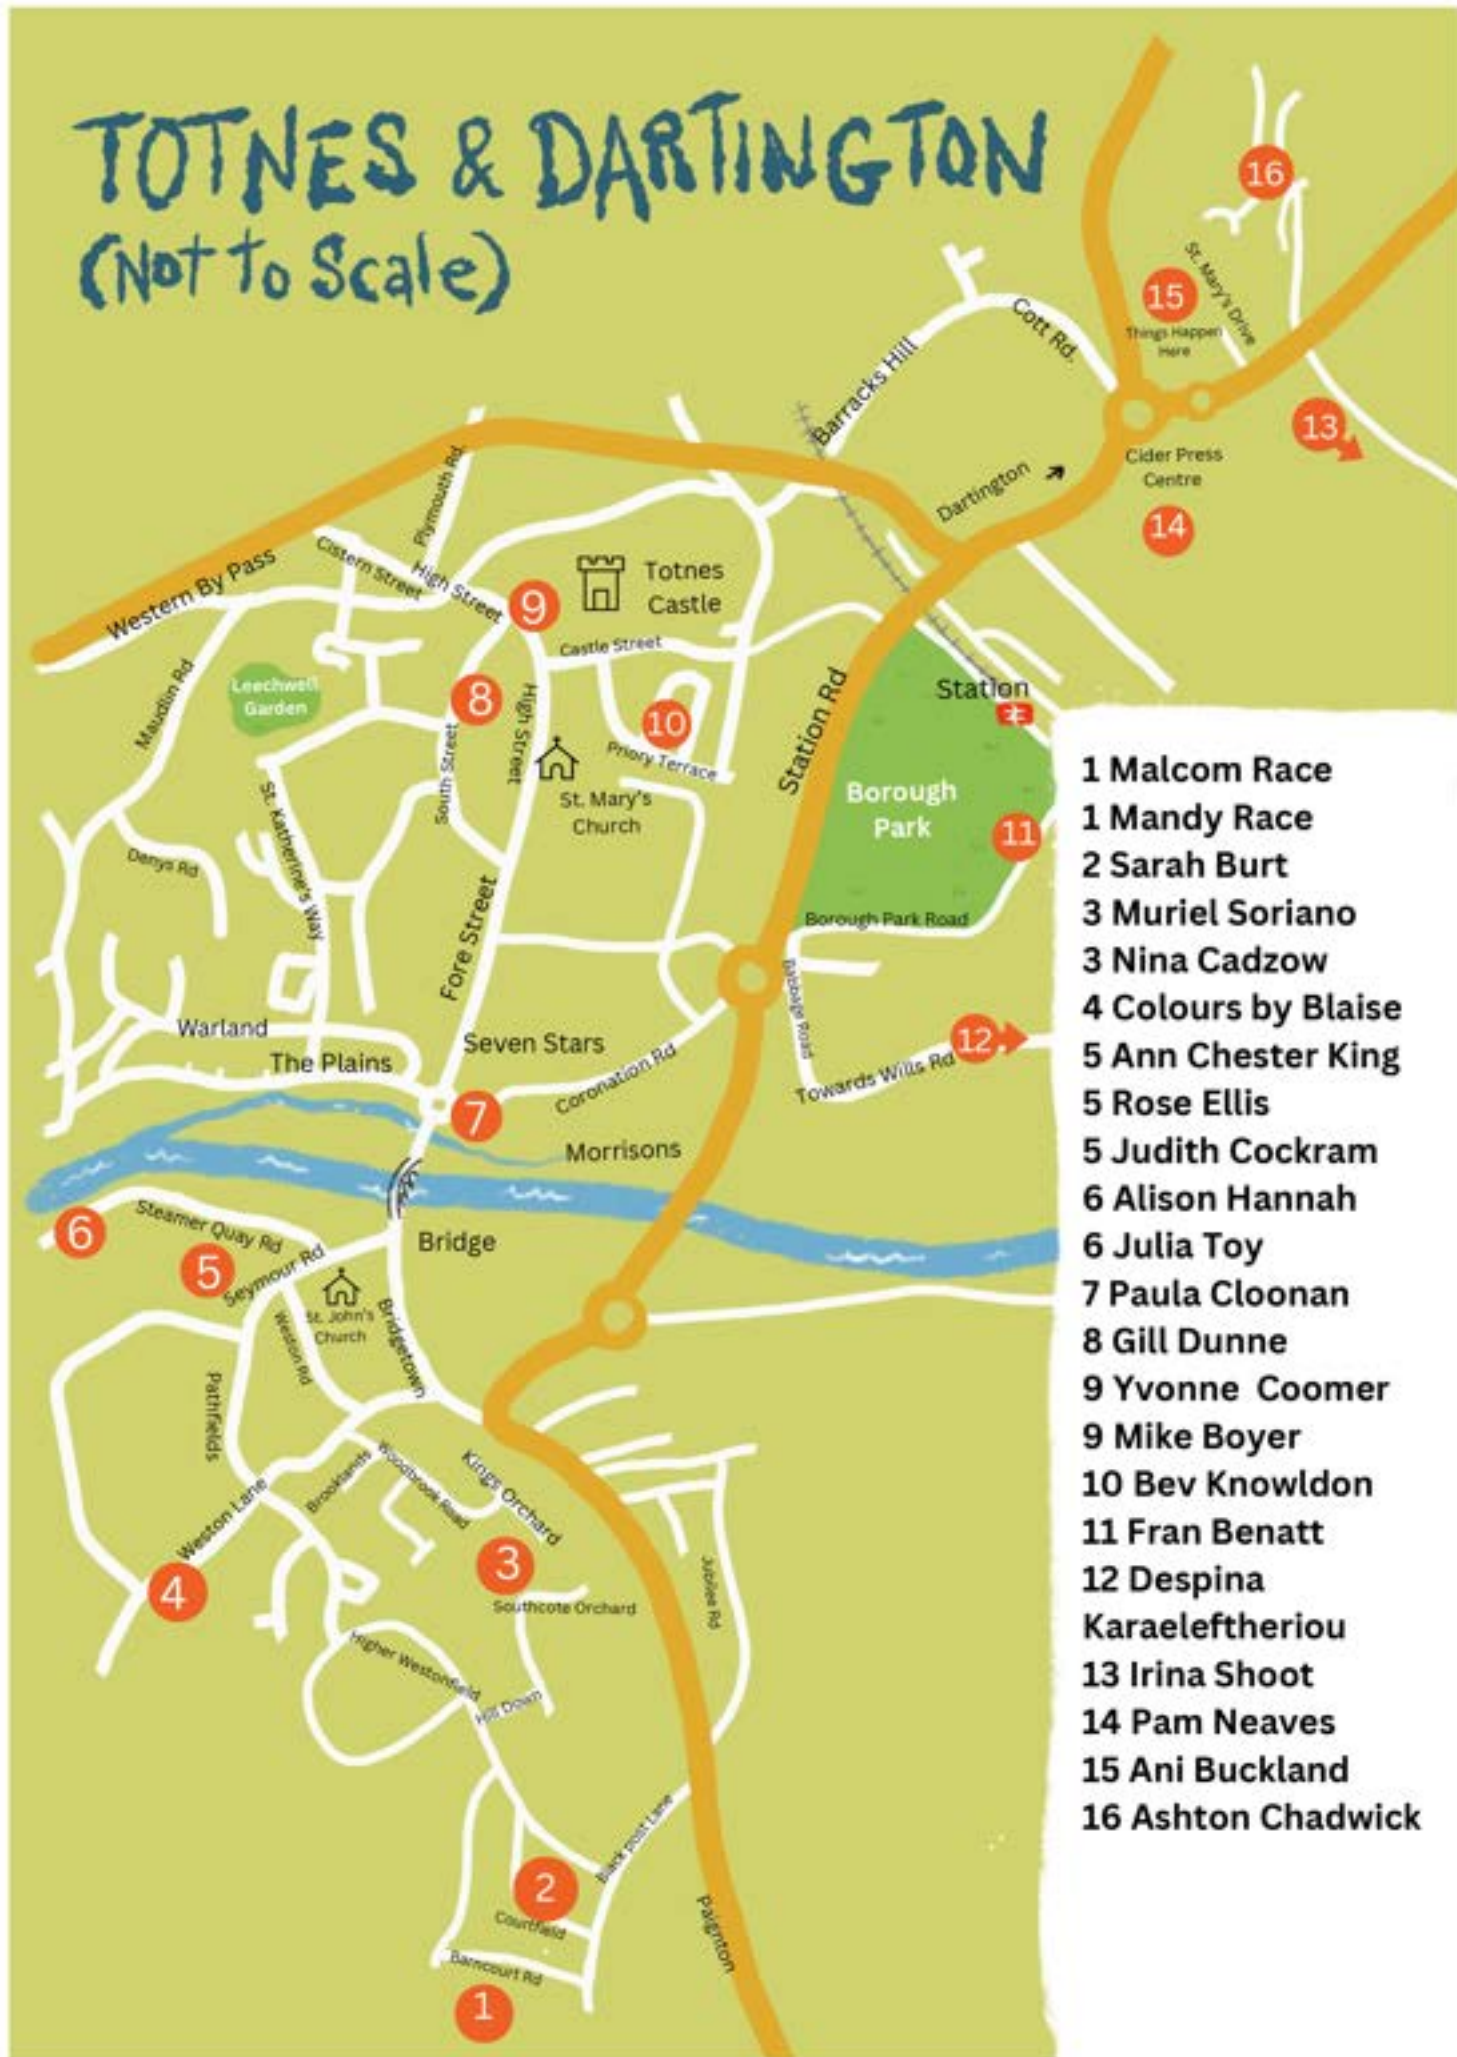 TOTNES & DARTINGTON
(Not to Scale)
16
St. Mary's Drive
15
Things Happen
Here
Cott Rd.
Barracks Hill
13
Cider Press
Centre
14
Dartington
Plymouth Rd.
Western By Pass
Cistern Street
High Street
9
Totnes
Castle
Castle Street
Maudlin Rd
Leechwell
Garden
8
High Street
10
Priory Terrace
Station Rd
Station
South Street
St. Mary's
Church
Borough
Park
11
Denys Rd
St. Katherine's Way
Fore Street
Borough Park Road
Babbage Road
Warland
The Plains
Seven Stars
12
Towards Wills Rd
Coronation Rd
7
Morrisons
6
Steamer Quay Rd
Bridge
5
Seymour Rd
St. John's
Church
Weston Rd
Bridgetown
Pathfields
Kings Orchard
Woodbrook Road
Brooklands
Weston Lane
4
3
Southcote Orchard
Jubilee Rd
Higher Westonfield
Hill Down
Black post Lane
2
Courtfield
Paignton
Barncourt Rd
1
1 Malcom Race
1 Mandy Race
2 Sarah Burt
3 Muriel Soriano
3 Nina Cadzow
4 Colours by Blaise
5 Ann Chester King
5 Rose Ellis
5 Judith Cockram
6 Alison Hannah
6 Julia Toy
7 Paula Cloonan
8 Gill Dunne
9 Yvonne Coomer
9 Mike Boyer
10 Bev Knowldon
11 Fran Benatt
12 Despina
Karaeleftheriou
13 Irina Shoot
14 Pam Neaves
15 Ani Buckland
16 Ashton Chadwick